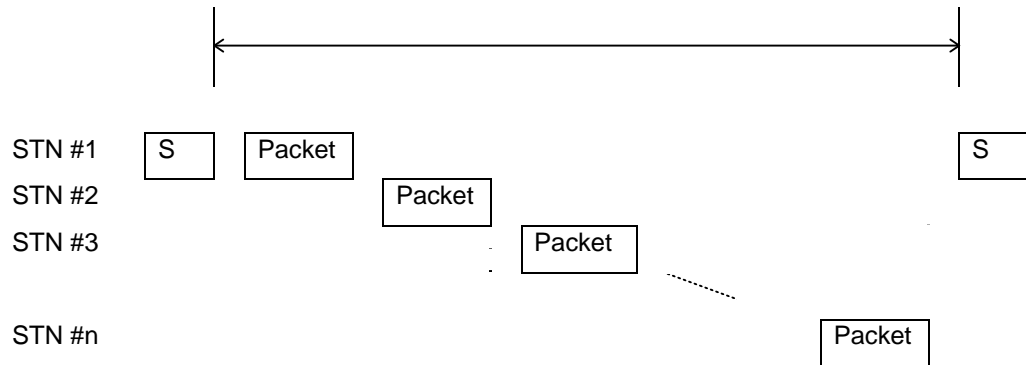 STN #1 S Packet S
STN #2 Packet
STN #3 Packet
STN #n Packet